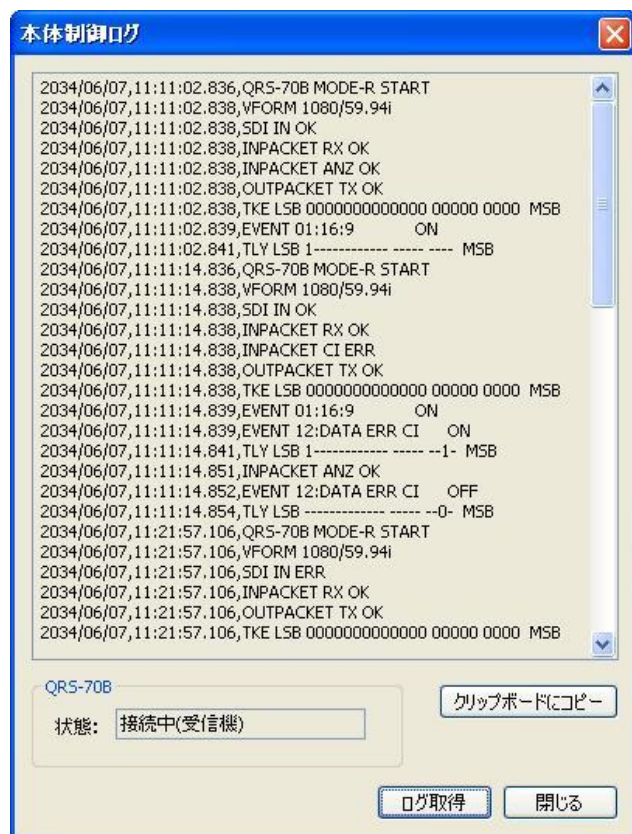 本体制御ログ
2034/06/07,11:11:02.836,QRS-70B MODE-R START
2034/06/07,11:11:02.838,VFORM 1080/59.94i
2034/06/07,11:11:02.838,SDI IN OK
2034/06/07,11:11:02.838,INPACKET RX OK
2034/06/07,11:11:02.838,INPACKET ANZ OK
2034/06/07,11:11:02.838,OUTPACKET TX OK
2034/06/07,11:11:02.838,TKE LSB 0000000000000 00000 0000 MSB
2034/06/07,11:11:02.839,EVENT 01:16:9 ON
2034/06/07,11:11:02.841,TLY LSB 1------------ ----- ---- MSB
2034/06/07,11:11:14.836,QRS-70B MODE-R START
2034/06/07,11:11:14.838,VFORM 1080/59.94i
2034/06/07,11:11:14.838,SDI IN OK
2034/06/07,11:11:14.838,INPACKET RX OK
2034/06/07,11:11:14.838,INPACKET CI ERR
2034/06/07,11:11:14.838,OUTPACKET TX OK
2034/06/07,11:11:14.838,TKE LSB 0000000000000 00000 0000 MSB
2034/06/07,11:11:14.839,EVENT 01:16:9 ON
2034/06/07,11:11:14.839,EVENT 12:DATA ERR CI ON
2034/06/07,11:11:14.841,TLY LSB 1------------ ----- --1- MSB
2034/06/07,11:11:14.851,INPACKET ANZ OK
2034/06/07,11:11:14.852,EVENT 12:DATA ERR CI OFF
2034/06/07,11:11:14.854,TLY LSB ------------- ----- --0- MSB
2034/06/07,11:21:57.106,QRS-70B MODE-R START
2034/06/07,11:21:57.106,VFORM 1080/59.94i
2034/06/07,11:21:57.106,SDI IN ERR
2034/06/07,11:21:57.106,INPACKET RX OK
2034/06/07,11:21:57.106,OUTPACKET TX OK
2034/06/07,11:21:57.106,TKE LSB 0000000000000 00000 0000 MSB
QRS-70B
状態: 接続中(受信機)
クリップボードにコピー
ログ取得 閉じる